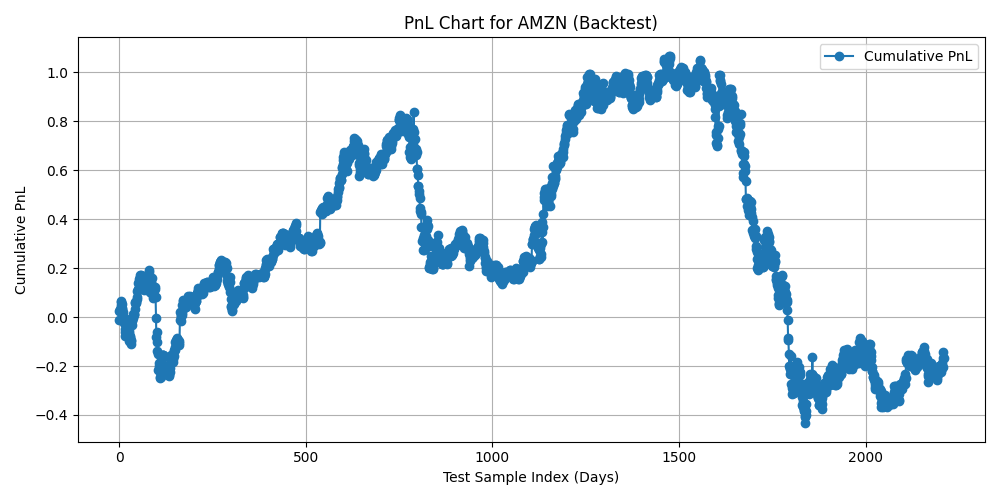 PnL Chart for AMZN (Backtest)
Cumulative PnL
Cumulative PnL
1.0
0.8
0.6
0.4
0.2
0.0
−0.2
−0.4
0 500 1000 1500 2000
Test Sample Index (Days)